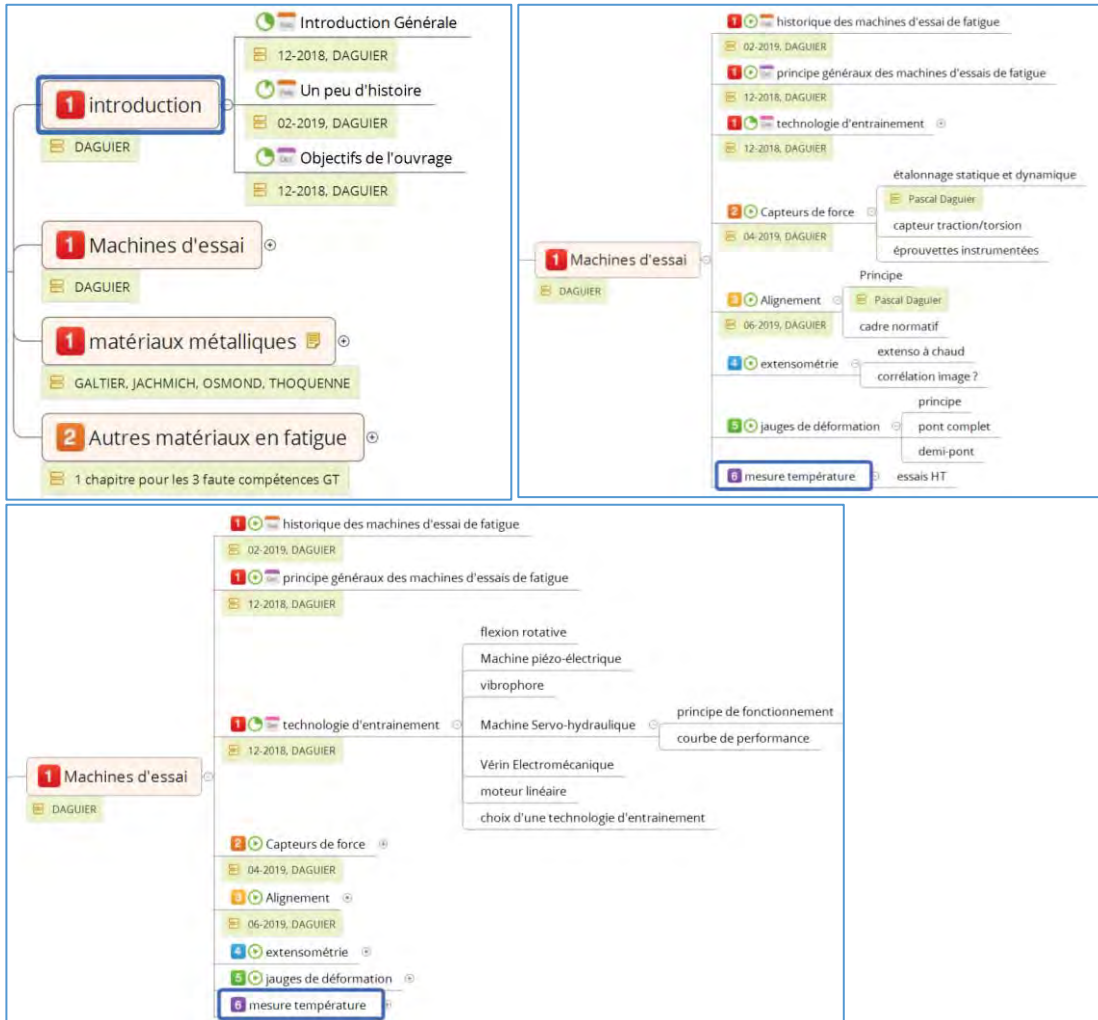 Introduction Générale
12-2018, DAGUIER
1 introduction
Un peu d'histoire
DAGUIER
02-2019, DAGUIER
Objectifs de l'ouvrage
12-2018, DAGUIER
1 Machines d'essai
DAGUIER
1 matériaux métalliques
GALTIER, JACHMICH, OSMOND, THOQUENNE
2 Autres matériaux en fatigue
1 chapitre pour les 3 faute compétences GT
1 historique des machines d'essai de fatigue
02-2019, DAGUIER
1 principe généraux des machines d'essais de fatigue
12-2018, DAGUIER
1 technologie d'entrainement
12-2018, DAGUIER
étalonnage statique et dynamique
Pascal Daguier
2 Capteurs de force
capteur traction/torsion
04-2019, DAGUIER
éprouvettes instrumentées
1 Machines d'essai
DAGUIER
Principe
3 Alignement
Pascal Daguier
06-2019, DAGUIER
cadre normatif
extenso à chaud
4 extensométrie
corrélation image ?
principe
5 jauges de déformation
pont complet
demi-pont
6 mesure température
essais HT
1 historique des machines d'essai de fatigue
02-2019, DAGUIER
1 principe généraux des machines d'essais de fatigue
12-2018, DAGUIER
flexion rotative
Machine piézo-électrique
vibrophore
1 technologie d'entrainement
12-2018, DAGUIER
Machine Servo-hydraulique
principe de fonctionnement
courbe de performance
Vérin Electromécanique
moteur linéaire
choix d'une technologie d'entrainement
1 Machines d'essai
DAGUIER
2 Capteurs de force
04-2019, DAGUIER
3 Alignement
06-2019, DAGUIER
4 extensométrie
5 jauges de déformation
6 mesure température